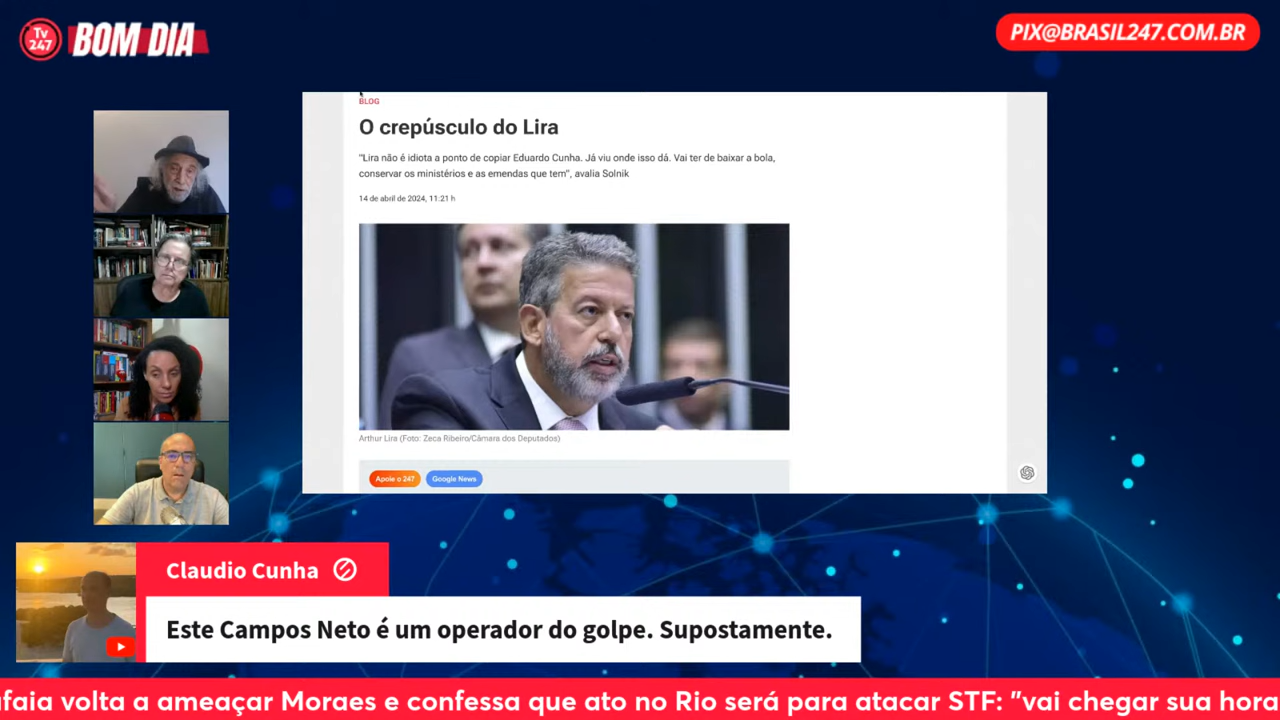 Tv
247
BOM DIA
PIX@BRASIL247.COM.BR
BLOG
O crepúsculo do Lira
"Lira não é idiota a ponto de copiar Eduardo Cunha. Já viu onde isso dá. Vai ter de baixar a bola,
conservar os ministérios e as emendas que tem", avalia Solnik
14 de abril de 2024, 11:21 h
Arthur Lira (Foto: Zeca Ribeiro/Câmara dos Deputados)
Apoie o 247
Google News
Claudio Cunha
Este Campos Neto é um operador do golpe. Supostamente.
faia volta a ameaçar Moraes e confessa que ato no Rio será para atacar STF: "vai chegar sua hora